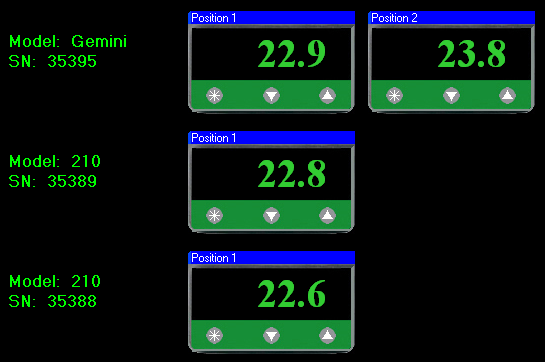 Model: Gemini
SN: 35395
Position 1
22.9
Position 2
23.8
Model: 210
SN: 35389
Position 1
22.8
Model: 210
SN: 35388
Position 1
22.6